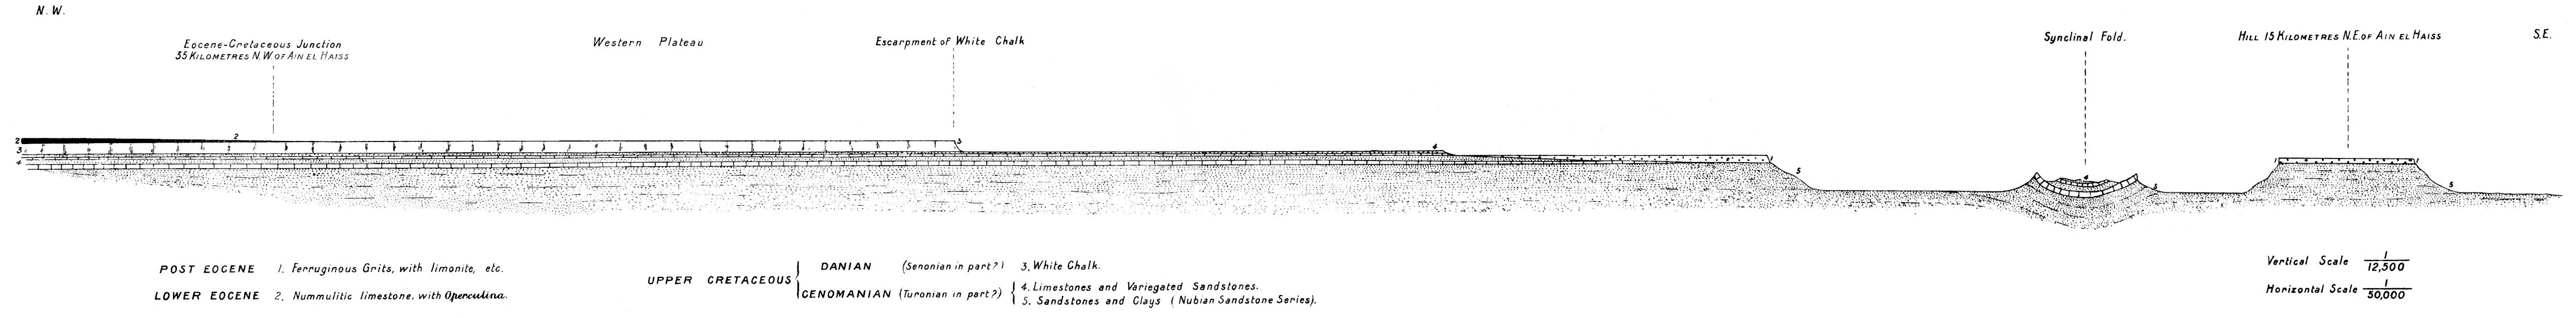 N.W.
Eocene-Cretaceous Junction
35 KILOMETRES N.W. OF AIN EL HAISS
Western Plateau
Escarpment of White Chalk
Synclinal Fold.
HILL 15 KILOMETRES N.E. OF AIN EL HAISS
S.E.
2
2
3
4
3
4
1
5
4
5
1
1
5
POST EOCENE 1. Ferruginous Grits, with limonite, etc.
LOWER EOCENE 2. Nummulitic limestone, with Operculina.
UPPER CRETACEOUS
DANIAN (Senonian in part?) 3. White Chalk.
CENOMANIAN (Turonian in part?)
4. Limestones and Variegated Sandstones.
5. Sandstones and Clays (Nubian Sandstone Series).
Vertical Scale 1/12,500
Horizontal Scale 1/50,000